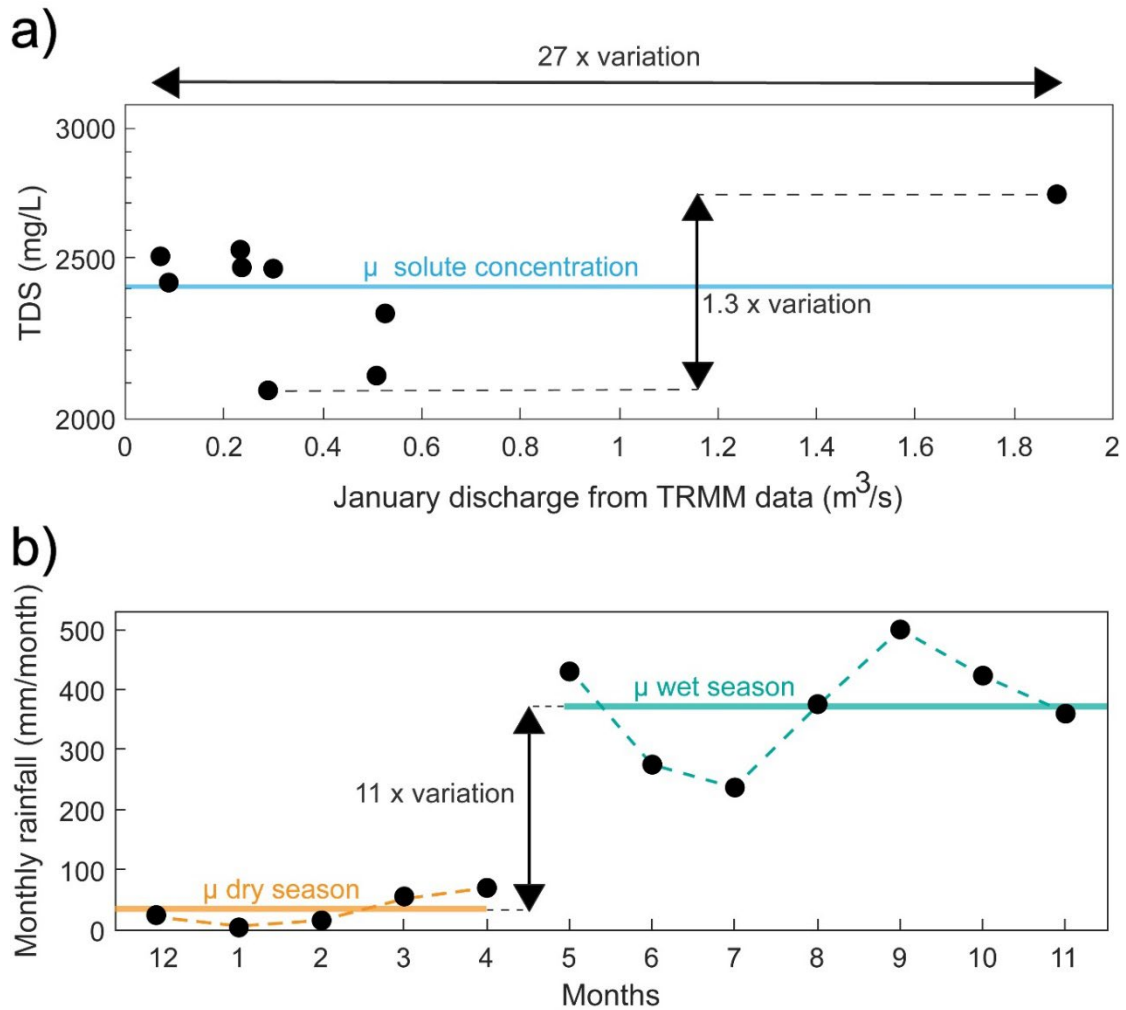 a)
27 x variation
3000
2500
2000
TDS (mg/L)
μ solute concentration
1.3 x variation
0 0.2 0.4 0.6 0.8 1 1.2 1.4 1.6 1.8 2
January discharge from TRMM data (m³/s)
b)
Monthly rainfall (mm/month)
500
400
300
200
100
0
μ wet season
11 x variation
μ dry season
12 1 2 3 4 5 6 7 8 9 10 11
Months